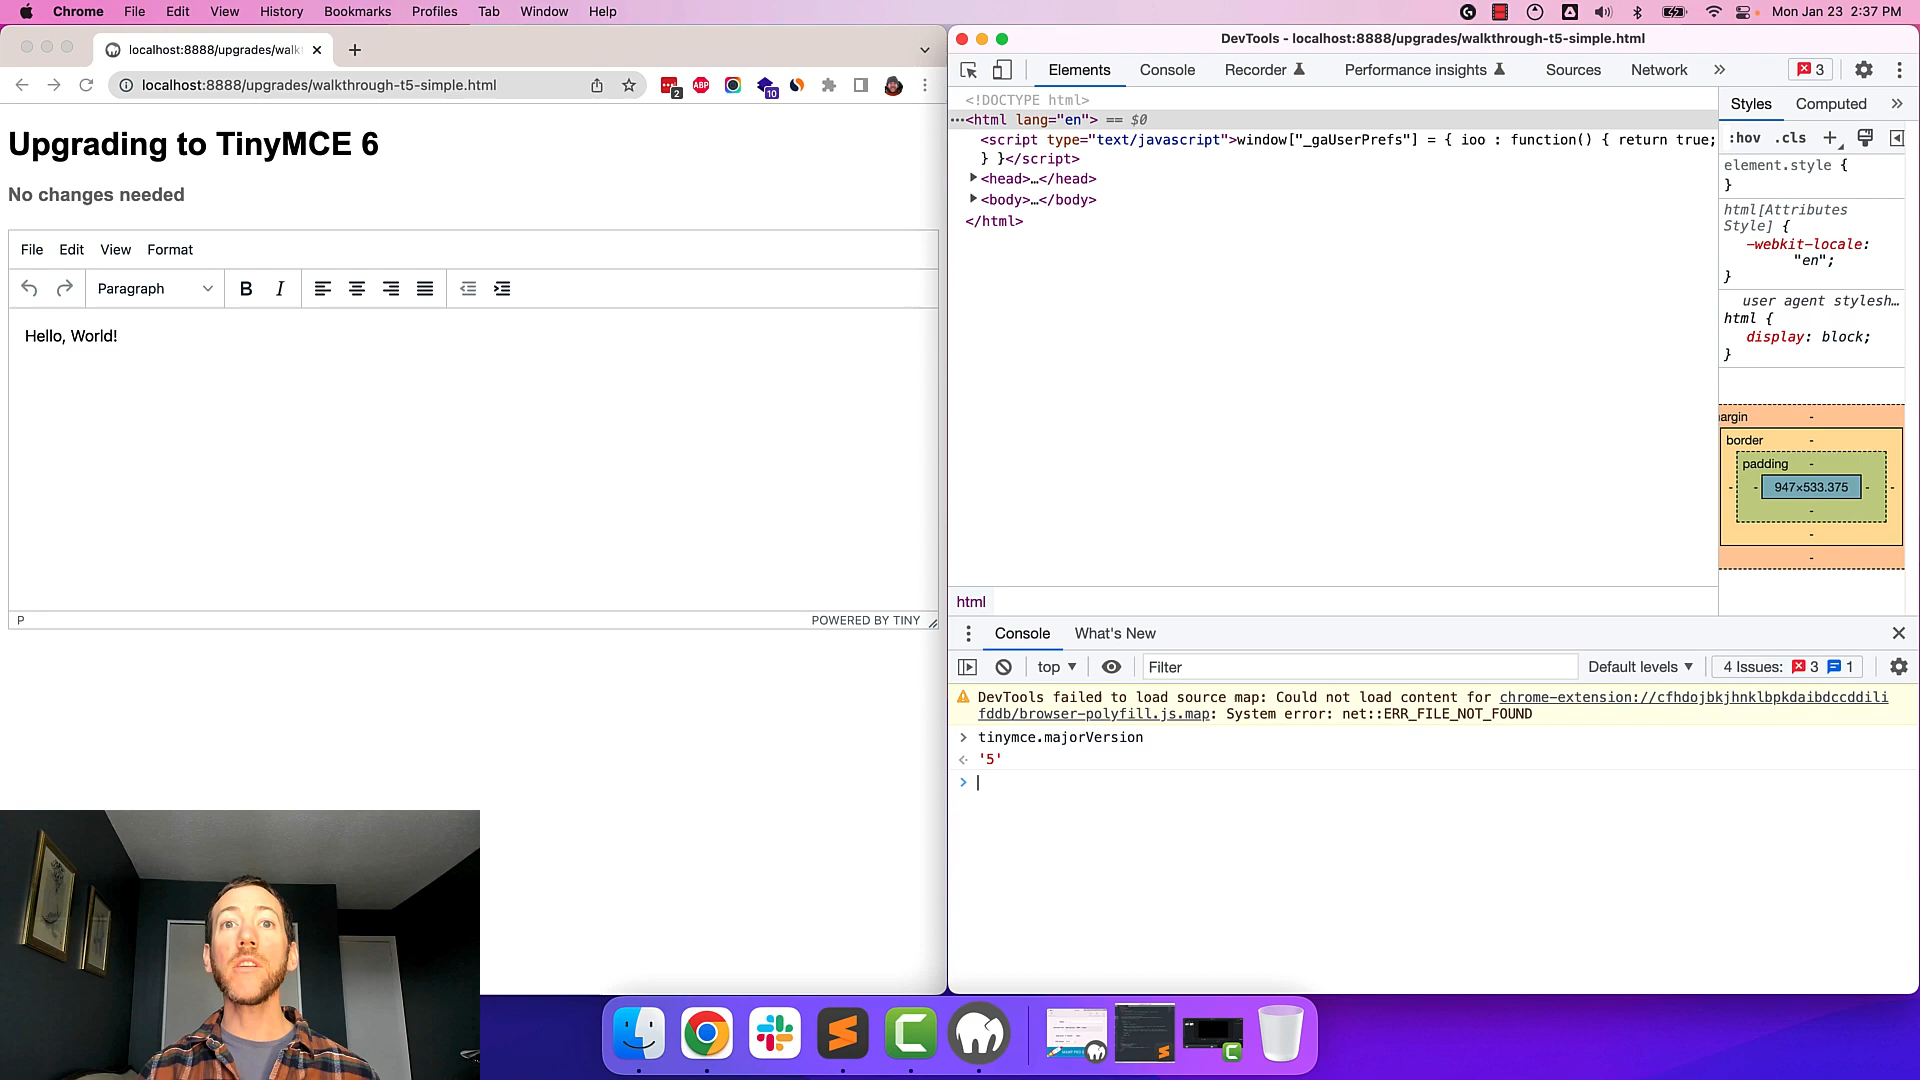 Chrome File Edit View History Bookmarks Profiles Tab Window Help Mon Jan 23 2:37 PM
localhost:8888/upgrades/walk
localhost:8888/upgrades/walkthrough-t5-simple.html 2 ABP 10
Upgrading to TinyMCE 6
No changes needed
File Edit View Format
Paragraph B I
Hello, World!
P POWERED BY TINY
DevTools - localhost:8888/upgrades/walkthrough-t5-simple.html
Elements Console Recorder Performance insights Sources Network » 3
<!DOCTYPE html>
···<html lang="en"> == $0
<script type="text/javascript">window["_gaUserPrefs"] = { ioo : function() { return true;
} }</script>
<head>…</head>
<body>…</body>
</html>
html
Styles Computed »
:hov .cls +
element.style {
}
html[Attributes
Style] {
-webkit-locale:
"en";
}
user agent stylesh…
html {
display: block;
}
argin -
border -
padding -
- - 947×533.375 - -
-
-
-
Console What's New
top Filter Default levels 4 Issues: 3 1
DevTools failed to load source map: Could not load content for chrome-extension://cfhdojbkjhnklbpkdaibdccddili
fddb/browser-polyfill.js.map: System error: net::ERR_FILE_NOT_FOUND
> tinymce.majorVersion
'5'
>